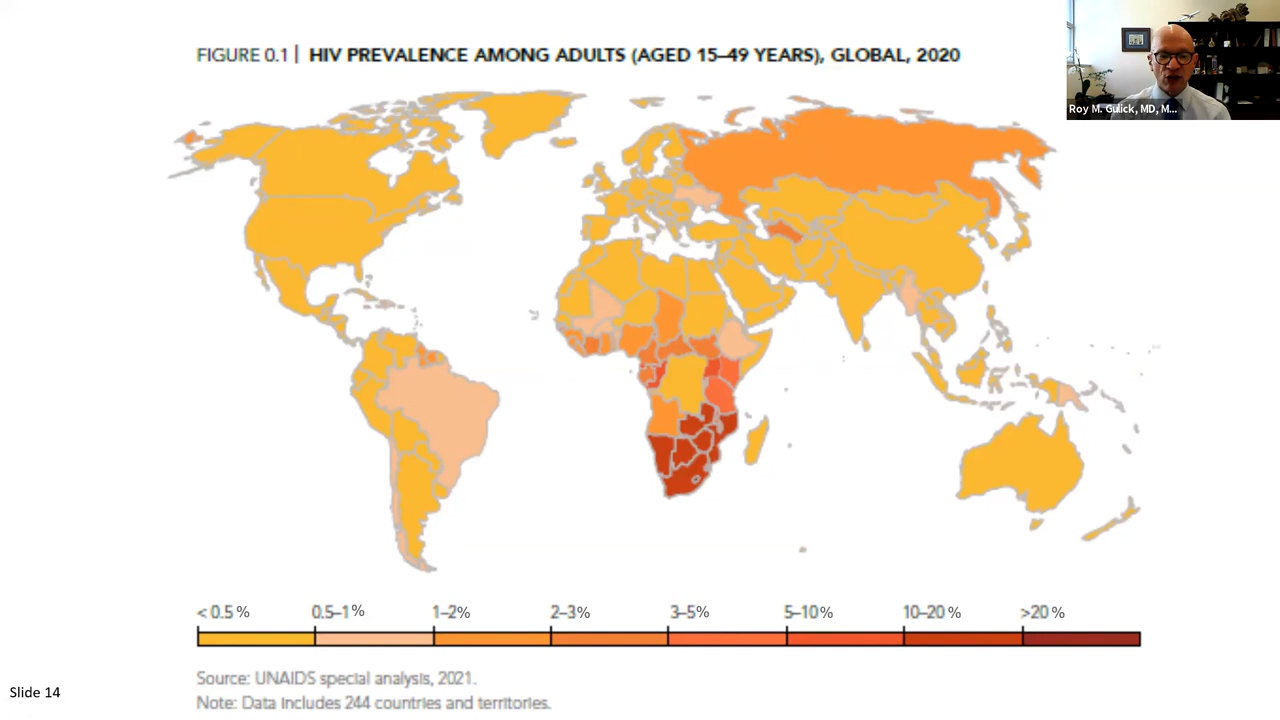 FIGURE 0.1 | HIV PREVALENCE AMONG ADULTS (AGED 15–49 YEARS), GLOBAL, 2020
Roy M. Gulick, MD, M...
< 0.5 % 0.5–1 % 1–2% 2–3% 3–5% 5–10 % 10–20 % >20 %
Source: UNAIDS special analysis, 2021.
Slide 14
Note: Data includes 244 countries and territories.